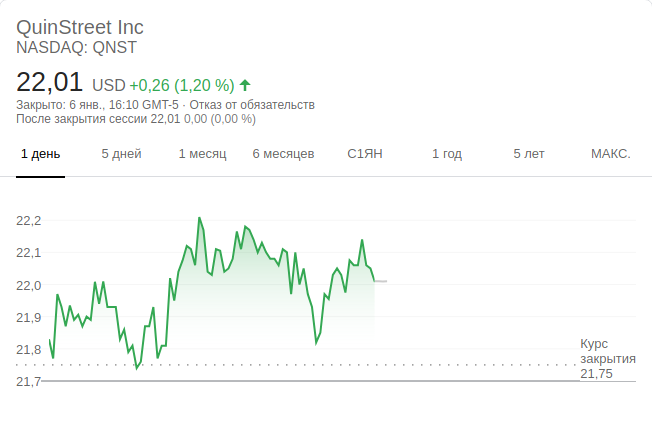 QuinStreet Inc
NASDAQ: QNST
22,01 USD +0,26 (1,20 %)
Закрыто: 6 янв., 16:10 GMT-5 · Отказ от обязательств
После закрытия сессии 22,01 0,00 (0,00 %)
1 день 5 дней 1 месяц 6 месяцев С1ЯН 1 год 5 лет МАКС.
22,2
22,1
22,0
21,9
21,8
21,7
Курс
закрытия
21,75